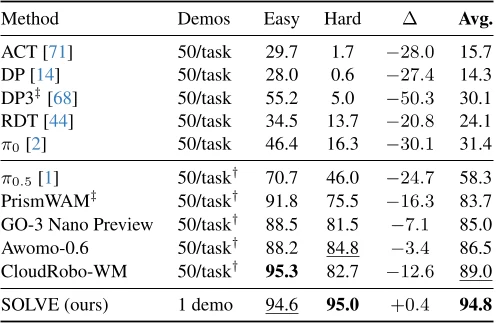 Method Demos Easy Hard Δ Avg.
ACT [71] 50/task 29.7 1.7 −28.0 15.7
DP [14] 50/task 28.0 0.6 −27.4 14.3
DP3‡ [68] 50/task 55.2 5.0 −50.3 30.1
RDT [44] 50/task 34.5 13.7 −20.8 24.1
π0 [2] 50/task 46.4 16.3 −30.1 31.4
π0.5 [1] 50/task† 70.7 46.0 −24.7 58.3
PrismWAM‡ 50/task† 91.8 75.5 −16.3 83.7
GO-3 Nano Preview 50/task† 88.5 81.5 −7.1 85.0
Awomo-0.6 50/task† 88.2 84.8 −3.4 86.5
CloudRobo-WM 50/task† 95.3 82.7 −12.6 89.0
SOLVE (ours) 1 demo 94.6 95.0 +0.4 94.8